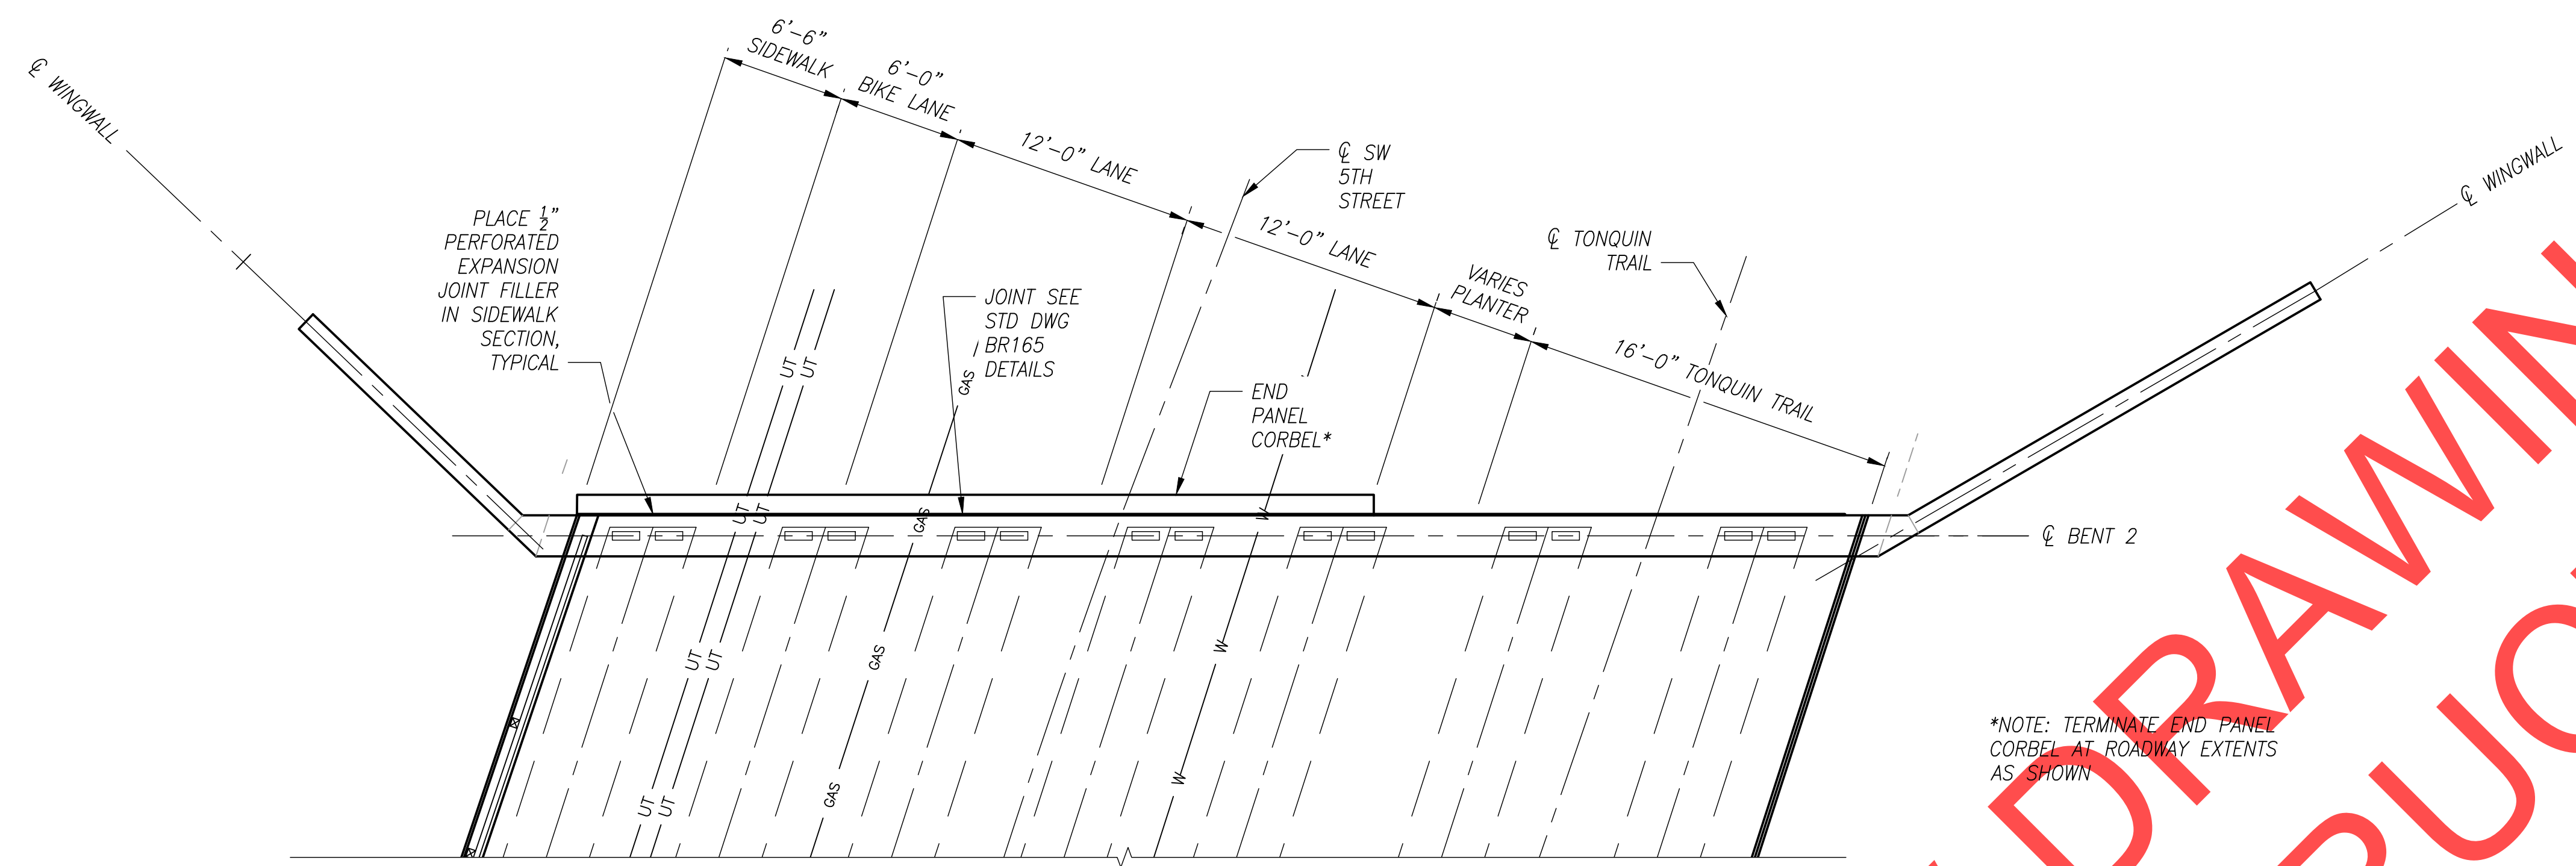 6'-6"
SIDEWALK
6'-0"
BIKE LANE
12'-0" LANE
℄ WINGWALL
℄ SW
5TH
STREET
12'-0" LANE
℄ WINGWALL
PLACE ½"
PERFORATED
EXPANSION
JOINT FILLER
IN SIDEWALK
SECTION,
TYPICAL
℄ TONQUIN
TRAIL
VARIES
PLANTER
JOINT SEE
STD DWG
BR165
DETAILS
16'-0" TONQUIN TRAIL
END
PANEL
CORBEL*
UT
UT
GAS
UT
UT
GAS
W
℄ BENT 2
UT
UT
GAS
W
*NOTE: TERMINATE END PANEL
CORBEL AT ROADWAY EXTENTS
AS SHOWN
UT
UT
GAS
W
DRAWIN
RUC